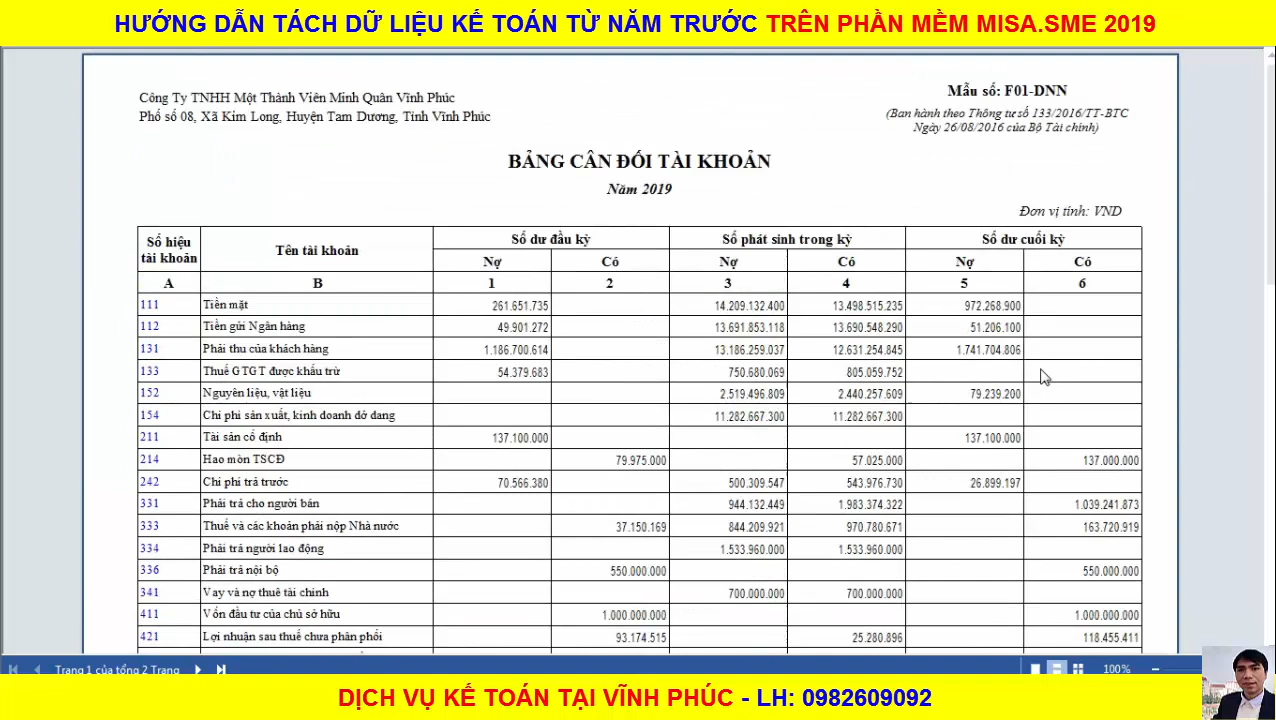 HƯỚNG DẪN TÁCH DỮ LIỆU KẾ TOÁN TỪ NĂM TRƯỚC TRÊN PHẦN MỀM MISA.SME 2019
Công Ty TNHH Một Thành Viên Minh Quân Vĩnh Phúc
Phố số 08, Xã Kim Long, Huyện Tam Dương, Tỉnh Vĩnh Phúc
Mẫu số: F01-DNN
(Ban hành theo Thông tư số 133/2016/TT-BTC
Ngày 26/08/2016 của Bộ Tài chính)
BẢNG CÂN ĐỐI TÀI KHOẢN
Năm 2019
Đơn vị tính: VND
Số hiệu tài khoản Tên tài khoản Số dư đầu kỳ Số phát sinh trong kỳ Số dư cuối kỳ
Nợ Có Nợ Có Nợ Có
A B 1 2 3 4 5 6
111 Tiền mặt 261.651.735 14.209.132.400 13.498.515.235 972.268.900
112 Tiền gửi Ngân hàng 49.901.272 13.691.853.118 13.690.548.290 51.206.100
131 Phải thu của khách hàng 1.186.700.614 13.186.259.037 12.631.254.845 1.741.704.806
133 Thuế GTGT được khấu trừ 54.379.683 750.680.069 805.059.752
152 Nguyên liệu, vật liệu 2.519.496.809 2.440.257.609 79.239.200
154 Chi phí sản xuất, kinh doanh dở dang 11.282.667.300 11.282.667.300
211 Tài sản cố định 137.100.000 137.100.000
214 Hao mòn TSCĐ 79.975.000 57.025.000 137.000.000
242 Chi phí trả trước 70.566.380 500.309.547 543.976.730 26.899.197
331 Phải trả cho người bán 944.132.449 1.983.374.322 1.039.241.873
333 Thuế và các khoản phải nộp Nhà nước 37.150.169 844.209.921 970.780.671 163.720.919
334 Phải trả người lao động 1.533.960.000 1.533.960.000
336 Phải trả nội bộ 550.000.000 550.000.000
341 Vay và nợ thuê tài chính 700.000.000 700.000.000
411 Vốn đầu tư của chủ sở hữu 1.000.000.000 1.000.000.000
421 Lợi nhuận sau thuế chưa phân phối 93.174.515 25.280.896 118.455.411
Trang 1 của tổng 2 Trang 100%
DỊCH VỤ KẾ TOÁN TẠI VĨNH PHÚC - LH: 0982609092